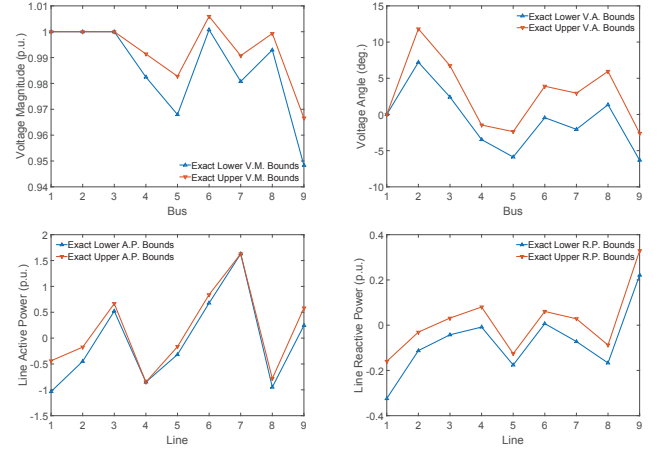 1.01
1
0.99
0.98
0.97
0.96
0.95
0.94
Voltage Magnitude (p.u.)
Exact Lower V.M. Bounds
Exact Upper V.M. Bounds
1 2 3 4 5 6 7 8 9
Bus
15
10
5
0
-5
-10
Voltage Angle (deg.)
Exact Lower V.A. Bounds
Exact Upper V.A. Bounds
1 2 3 4 5 6 7 8 9
Bus
2
1.5
1
0.5
0
-0.5
-1
-1.5
Line Active Power (p.u.)
Exact Lower A.P. Bounds
Exact Upper A.P. Bounds
1 2 3 4 5 6 7 8 9
Line
0.4
0.2
0
-0.2
-0.4
Line Reactive Power (p.u.)
Exact Lower R.P. Bounds
Exact Upper R.P. Bounds
1 2 3 4 5 6 7 8 9
Line